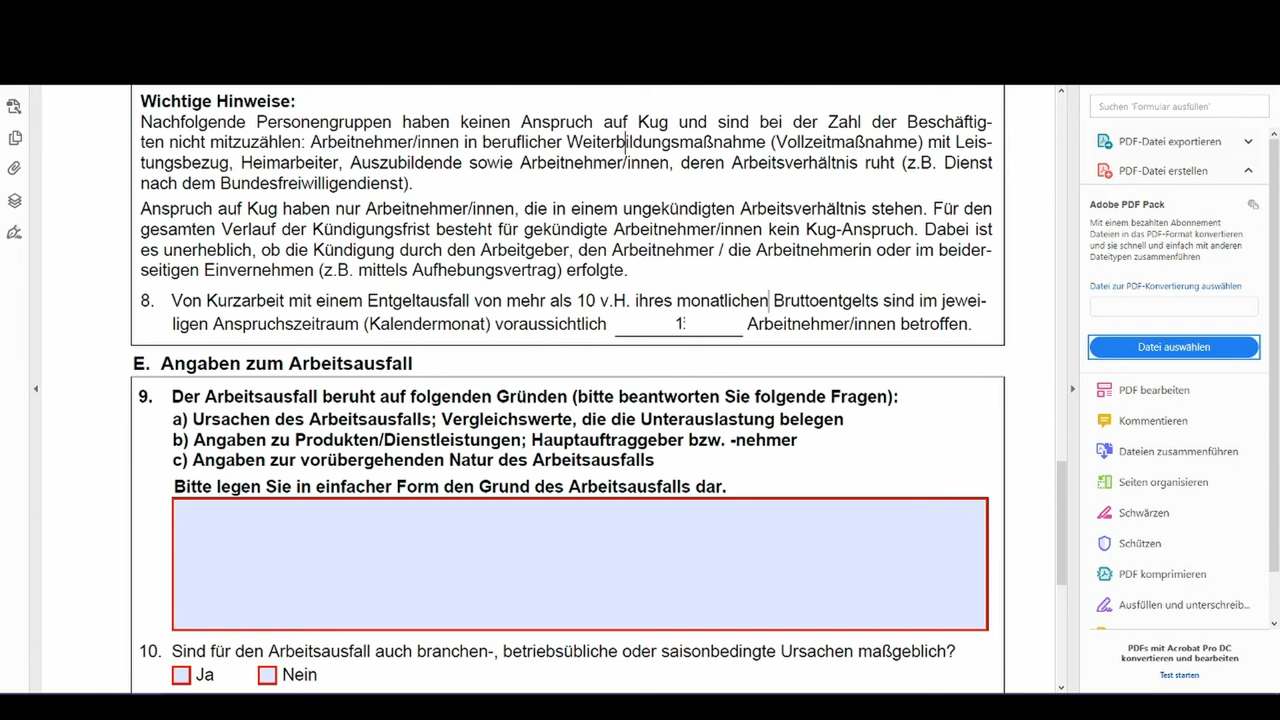 Wichtige Hinweise:
Nachfolgende Personengruppen haben keinen Anspruch auf Kug und sind bei der Zahl der Beschäftig-
ten nicht mitzuzählen: Arbeitnehmer/innen in beruflicher Weiterbildungsmaßnahme (Vollzeitmaßnahme) mit Leis-
tungsbezug, Heimarbeiter, Auszubildende sowie Arbeitnehmer/innen, deren Arbeitsverhältnis ruht (z.B. Dienst
nach dem Bundesfreiwilligendienst).
Anspruch auf Kug haben nur Arbeitnehmer/innen, die in einem ungekündigten Arbeitsverhältnis stehen. Für den
gesamten Verlauf der Kündigungsfrist besteht für gekündigte Arbeitnehmer/innen kein Kug-Anspruch. Dabei ist
es unerheblich, ob die Kündigung durch den Arbeitgeber, den Arbeitnehmer / die Arbeitnehmerin oder im beider-
seitigen Einvernehmen (z.B. mittels Aufhebungsvertrag) erfolgte.
8. Von Kurzarbeit mit einem Entgeltausfall von mehr als 10 v.H. ihres monatlichen Bruttoentgelts sind im jewei-
ligen Anspruchszeitraum (Kalendermonat) voraussichtlich 1 Arbeitnehmer/innen betroffen.
E. Angaben zum Arbeitsausfall
9. Der Arbeitsausfall beruht auf folgenden Gründen (bitte beantworten Sie folgende Fragen):
a) Ursachen des Arbeitsausfalls; Vergleichswerte, die die Unterauslastung belegen
b) Angaben zu Produkten/Dienstleistungen; Hauptauftraggeber bzw. -nehmer
c) Angaben zur vorübergehenden Natur des Arbeitsausfalls
Bitte legen Sie in einfacher Form den Grund des Arbeitsausfalls dar.
10. Sind für den Arbeitsausfall auch branchen-, betriebsübliche oder saisonbedingte Ursachen maßgeblich?
Ja Nein
Suchen 'Formular ausfüllen'
PDF-Datei exportieren
PDF-Datei erstellen
Adobe PDF Pack
Mit einem bezahlten Abonnement
Dateien in das PDF-Format konvertieren
und sie schnell und einfach mit anderen
Dateitypen zusammenführen
Datei zur PDF-Konvertierung auswählen
Datei auswählen
PDF bearbeiten
Kommentieren
Dateien zusammenführen
Seiten organisieren
Schwärzen
Schützen
PDF komprimieren
Ausfüllen und unterschreib...
PDFs mit Acrobat Pro DC
konvertieren und bearbeiten
Test starten